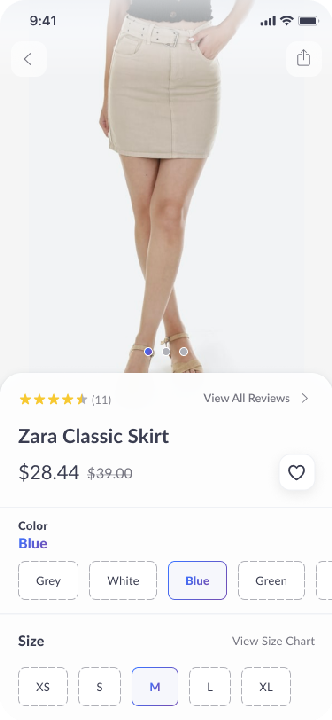 9:41
(11)
View All Reviews
Zara Classic Skirt
$28.44 $39.00
Color
Blue
Grey White Blue Green
Size View Size Chart
XS S M L XL